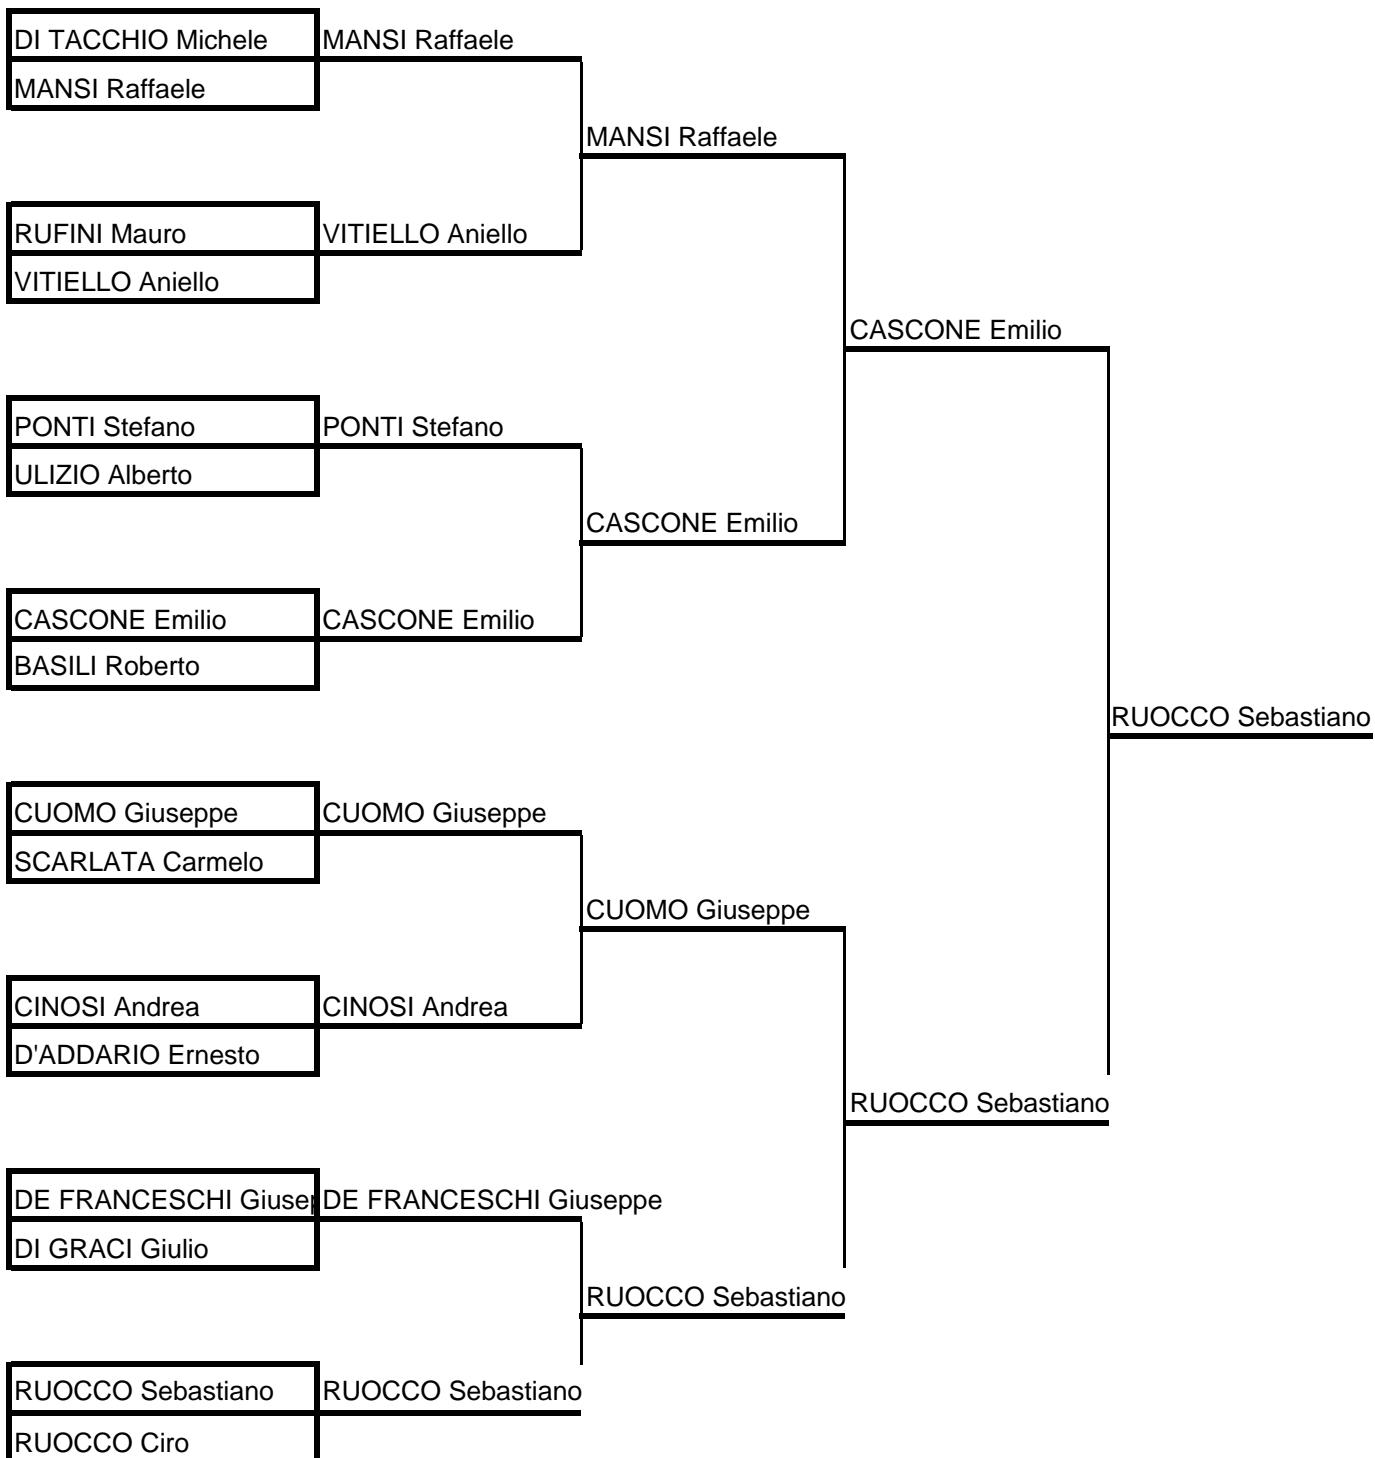 DI TACCHIO Michele
MANSI Raffaele
MANSI Raffaele
MANSI Raffaele
RUFINI Mauro
VITIELLO Aniello
VITIELLO Aniello
CASCONE Emilio
PONTI Stefano
PONTI Stefano
ULIZIO Alberto
CASCONE Emilio
CASCONE Emilio
CASCONE Emilio
BASILI Roberto
RUOCCO Sebastiano
CUOMO Giuseppe
CUOMO Giuseppe
SCARLATA Carmelo
CUOMO Giuseppe
CINOSI Andrea
CINOSI Andrea
D'ADDARIO Ernesto
RUOCCO Sebastiano
DE FRANCESCHI Giusep
DE FRANCESCHI Giuseppe
DI GRACI Giulio
RUOCCO Sebastiano
RUOCCO Sebastiano
RUOCCO Sebastiano
RUOCCO Ciro